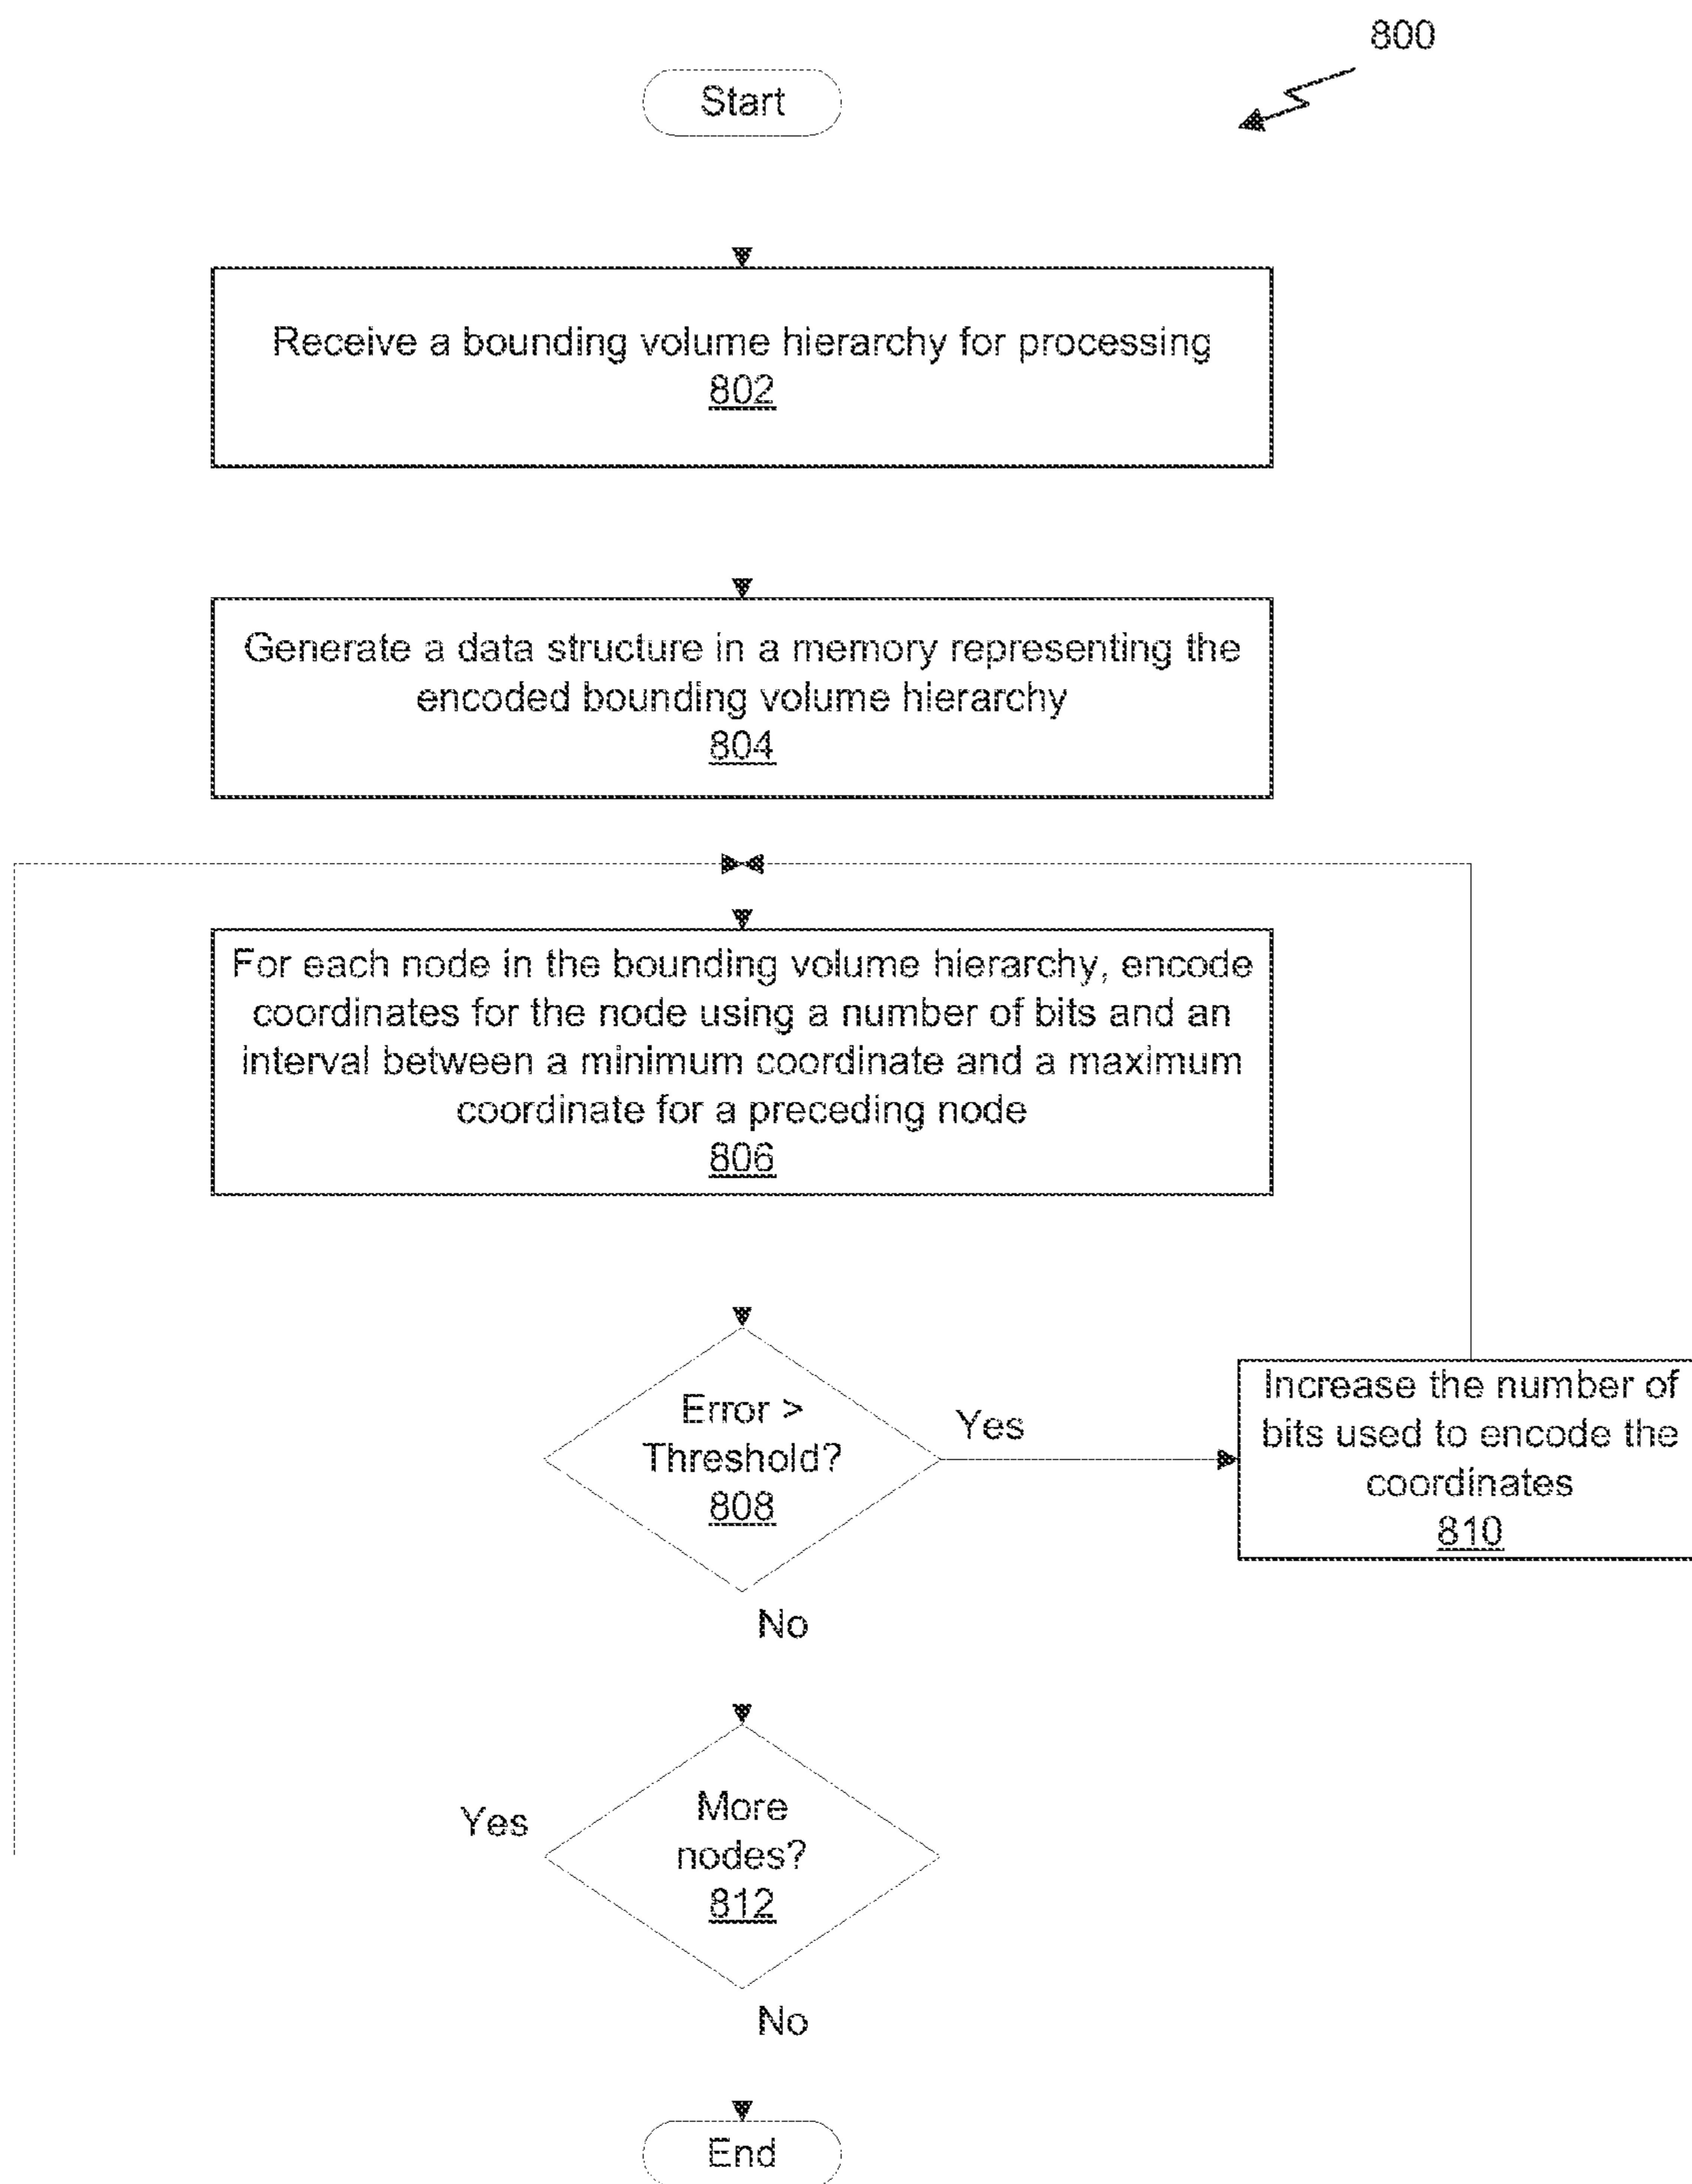 800
Start
Receive a bounding volume hierarchy for processing
802
Generate a data structure in a memory representing the
encoded bounding volume hierarchy
804
For each node in the bounding volume hierarchy, encode
coordinates for the node using a number of bits and an
interval between a minimum coordinate and a maximum
coordinate for a preceding node
806
Error >
Threshold?
808
Yes
Increase the number of
bits used to encode the
coordinates
810
No
More
nodes?
812
Yes
No
End